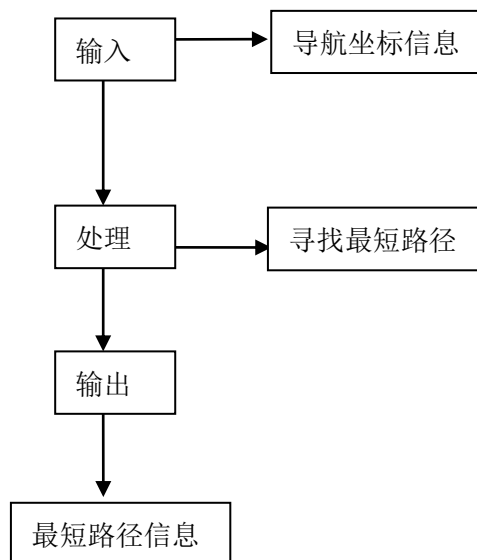 输入
导航坐标信息
处理
寻找最短路径
输出
最短路径信息